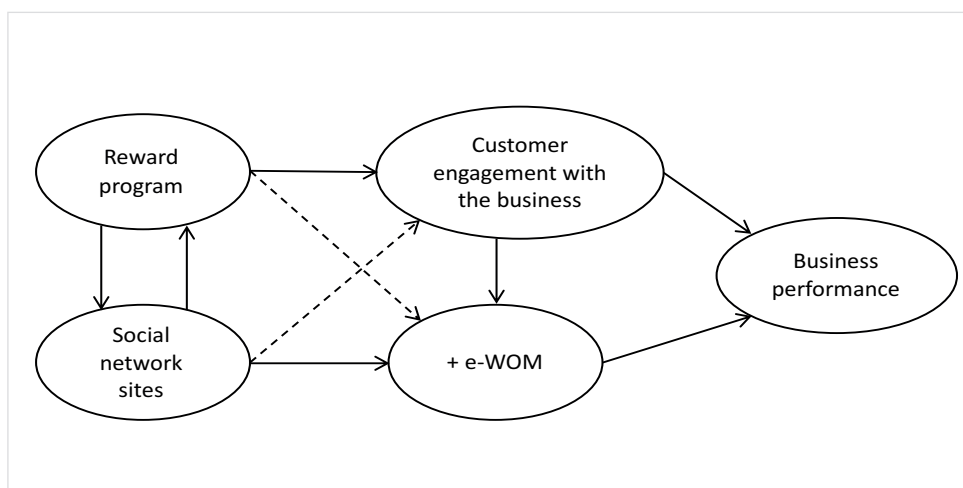 Reward
program
Customer
engagement with
the business
Business
performance
Social
network
sites
+ e-WOM